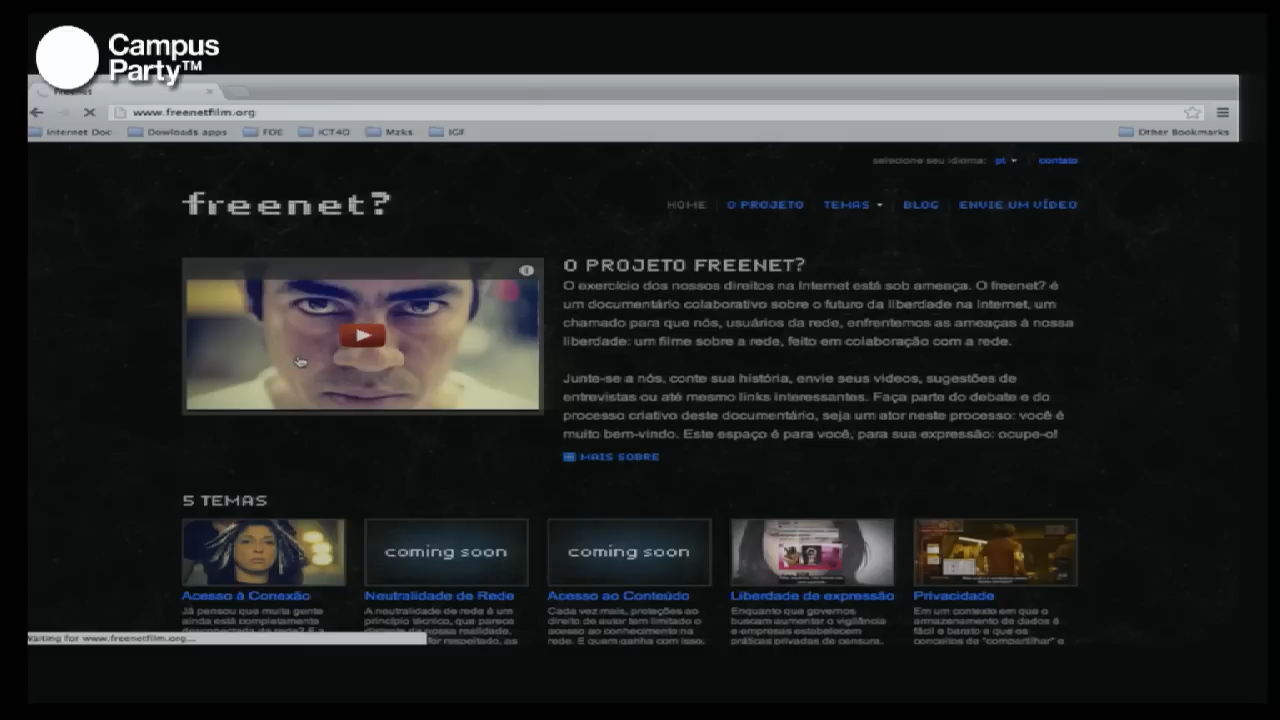 Campus
Party™
Freenet
www.freenetfilm.org
Internet Doc
Dowloads apps
FDE
ICT4D
Mzks
IGF
Other Bookmarks
selecione seu idioma: pt
contato
freenet?
HOME
O PROJETO
TEMAS
BLOG
ENVIE UM VÍDEO
O PROJETO FREENET?
O exercício dos nossos direitos na Internet está sob ameaça. O freenet? é
um documentário colaborativo sobre o futuro da liberdade na Internet, um
chamado para que nós, usuários da rede, enfrentemos as ameaças à nossa
liberdade: um filme sobre a rede, feito em colaboração com a rede.
Junte-se a nós, conte sua história, envie seus videos, sugestões de
entrevistas ou até mesmo links interessantes. Faça parte do debate e do
processo criativo deste documentário, seja um ator neste processo: você é
muito bem-vindo. Este espaço é para você, para sua expressão: ocupe-o!
MAIS SOBRE
5 TEMAS
coming soon
coming soon
Acesso à Conexão
Neutralidade de Rede
Acesso ao Conteúdo
Liberdade de expressão
Privacidade
Já pensou que muita gente
ainda está completamente
A neutralidade de rede é um
princípio técnico, que parece
distante da nossa realidade.
for respeitado, as
Cada vez mais, proteções ao
direito de autor tem limitado o
acesso ao conhecimento na
rede. E quem ganha com isso,
Enquanto que governos
buscam aumentar o vigilância
e empresas estabelecem
práticas privadas de censura,
Em um contexto em que o
armazenamento de dados é
fácil e barato e que os
conceitos de "compartilhar" e
Waiting for www.freenetfilm.org...